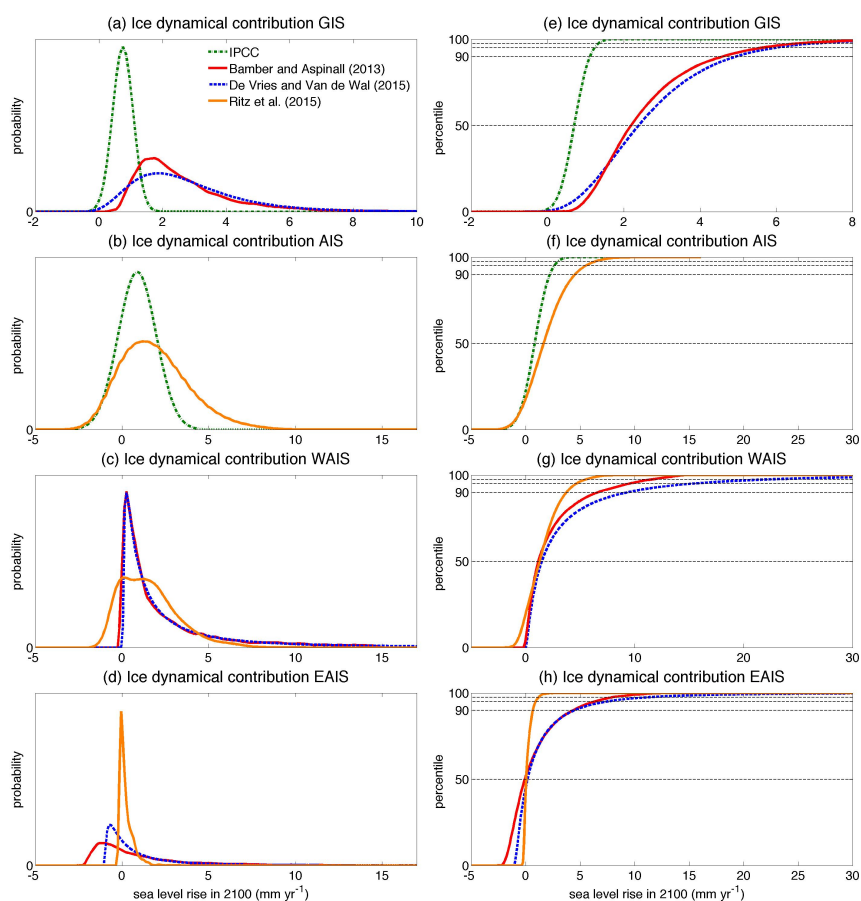 (a) Ice dynamical contribution GIS
probability
0
IPCC
Bamber and Aspinall (2013)
De Vries and Van de Wal (2015)
Ritz et al. (2015)
-2 0 2 4 6 8 10
(e) Ice dynamical contribution GIS
percentile
100
90
50
0
-2 0 2 4 6 8
(b) Ice dynamical contribution AIS
probability
0
-5 0 5 10 15
(f) Ice dynamical contribution AIS
percentile
100
90
50
0
-5 0 5 10 15 20 25 30
(c) Ice dynamical contribution WAIS
probability
0
-5 0 5 10 15
(g) Ice dynamical contribution WAIS
percentile
100
90
50
0
-5 0 5 10 15 20 25 30
(d) Ice dynamical contribution EAIS
probability
0
-5 0 5 10 15
sea level rise in 2100 (mm yr⁻¹)
(h) Ice dynamical contribution EAIS
percentile
100
90
50
0
-5 0 5 10 15 20 25 30
sea level rise in 2100 (mm yr⁻¹)